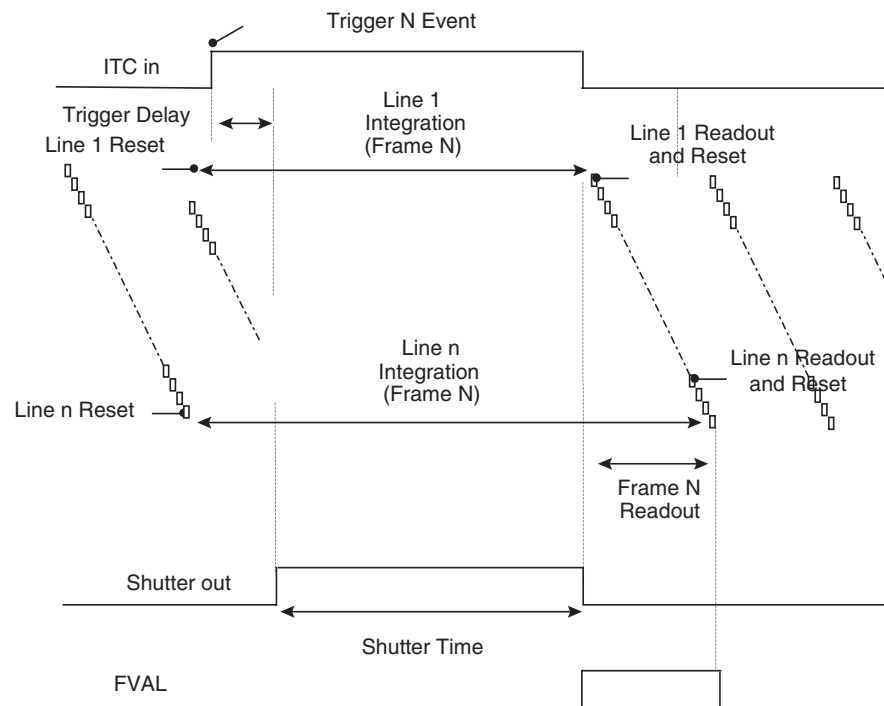 Trigger N Event
ITC in
Trigger Delay
Line 1 Reset
Line 1
Integration
(Frame N)
Line 1 Readout
and Reset
Line n
Integration
(Frame N)
Line n Readout
and Reset
Line n Reset
Frame N
Readout
Shutter out
Shutter Time
FVAL